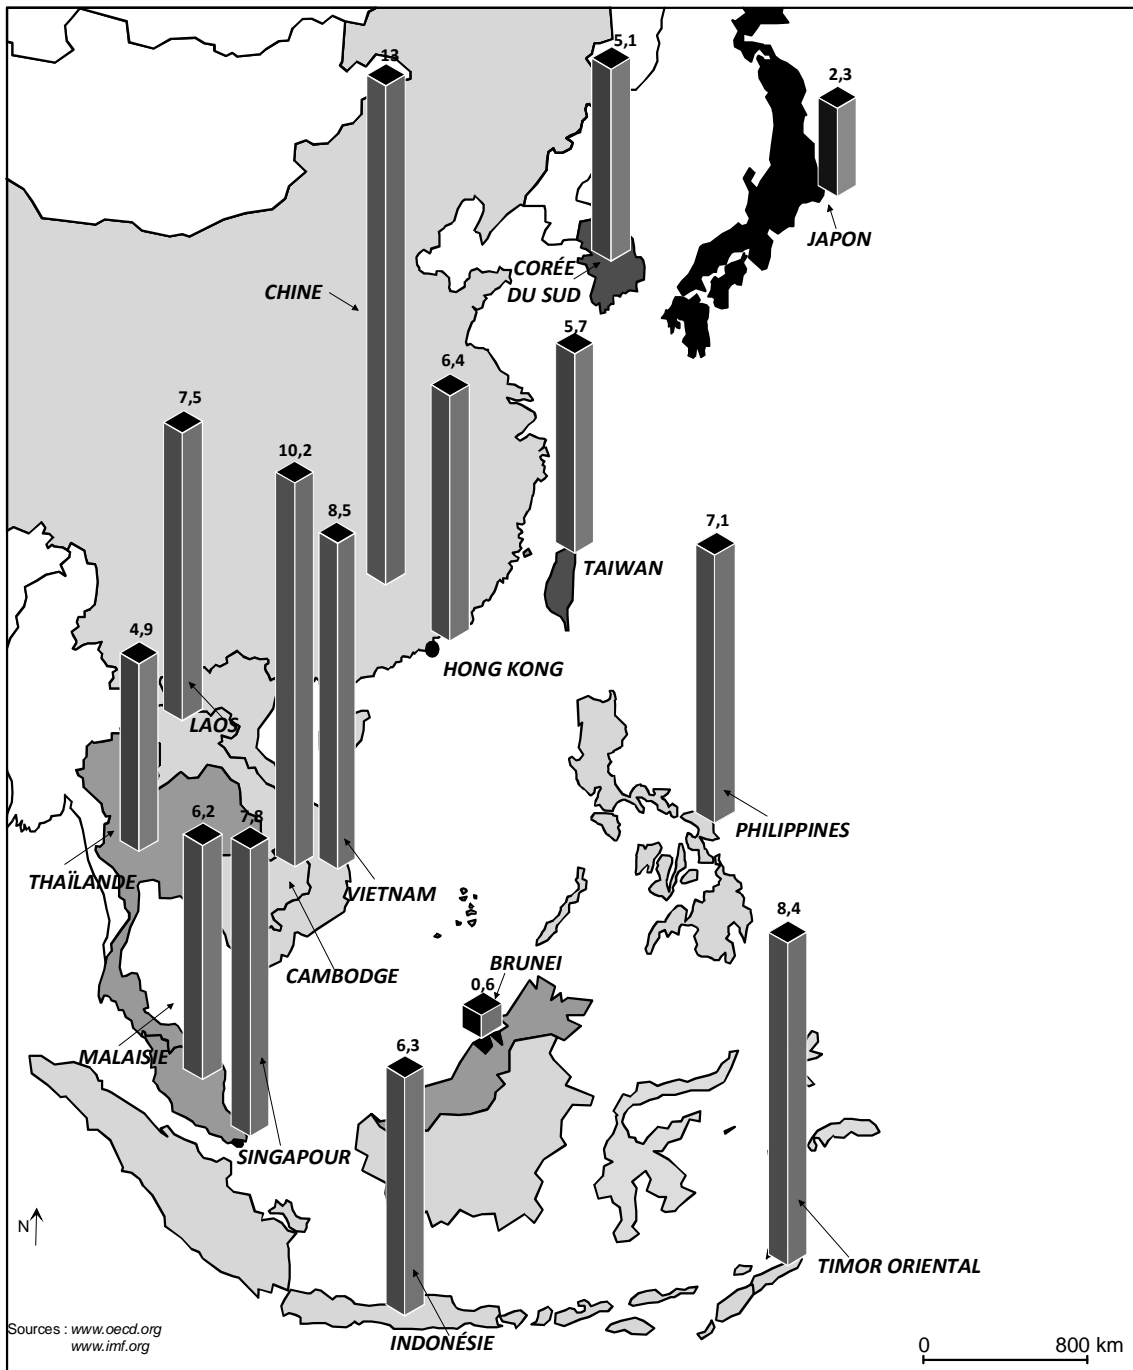 13
5,1
2,3
JAPON
CORÉE
DU SUD
CHINE
5,7
6,4
7,5
10,2
8,5
7,1
TAIWAN
4,9
HONG KONG
LAOS
6,2
7,8
PHILIPPINES
THAÏLANDE
VIETNAM
8,4
CAMBODGE
BRUNEI
0,6
MALAISIE
6,3
SINGAPOUR
N
TIMOR ORIENTAL
Sources : www.oecd.org
www.imf.org
INDONÉSIE
0 800 km